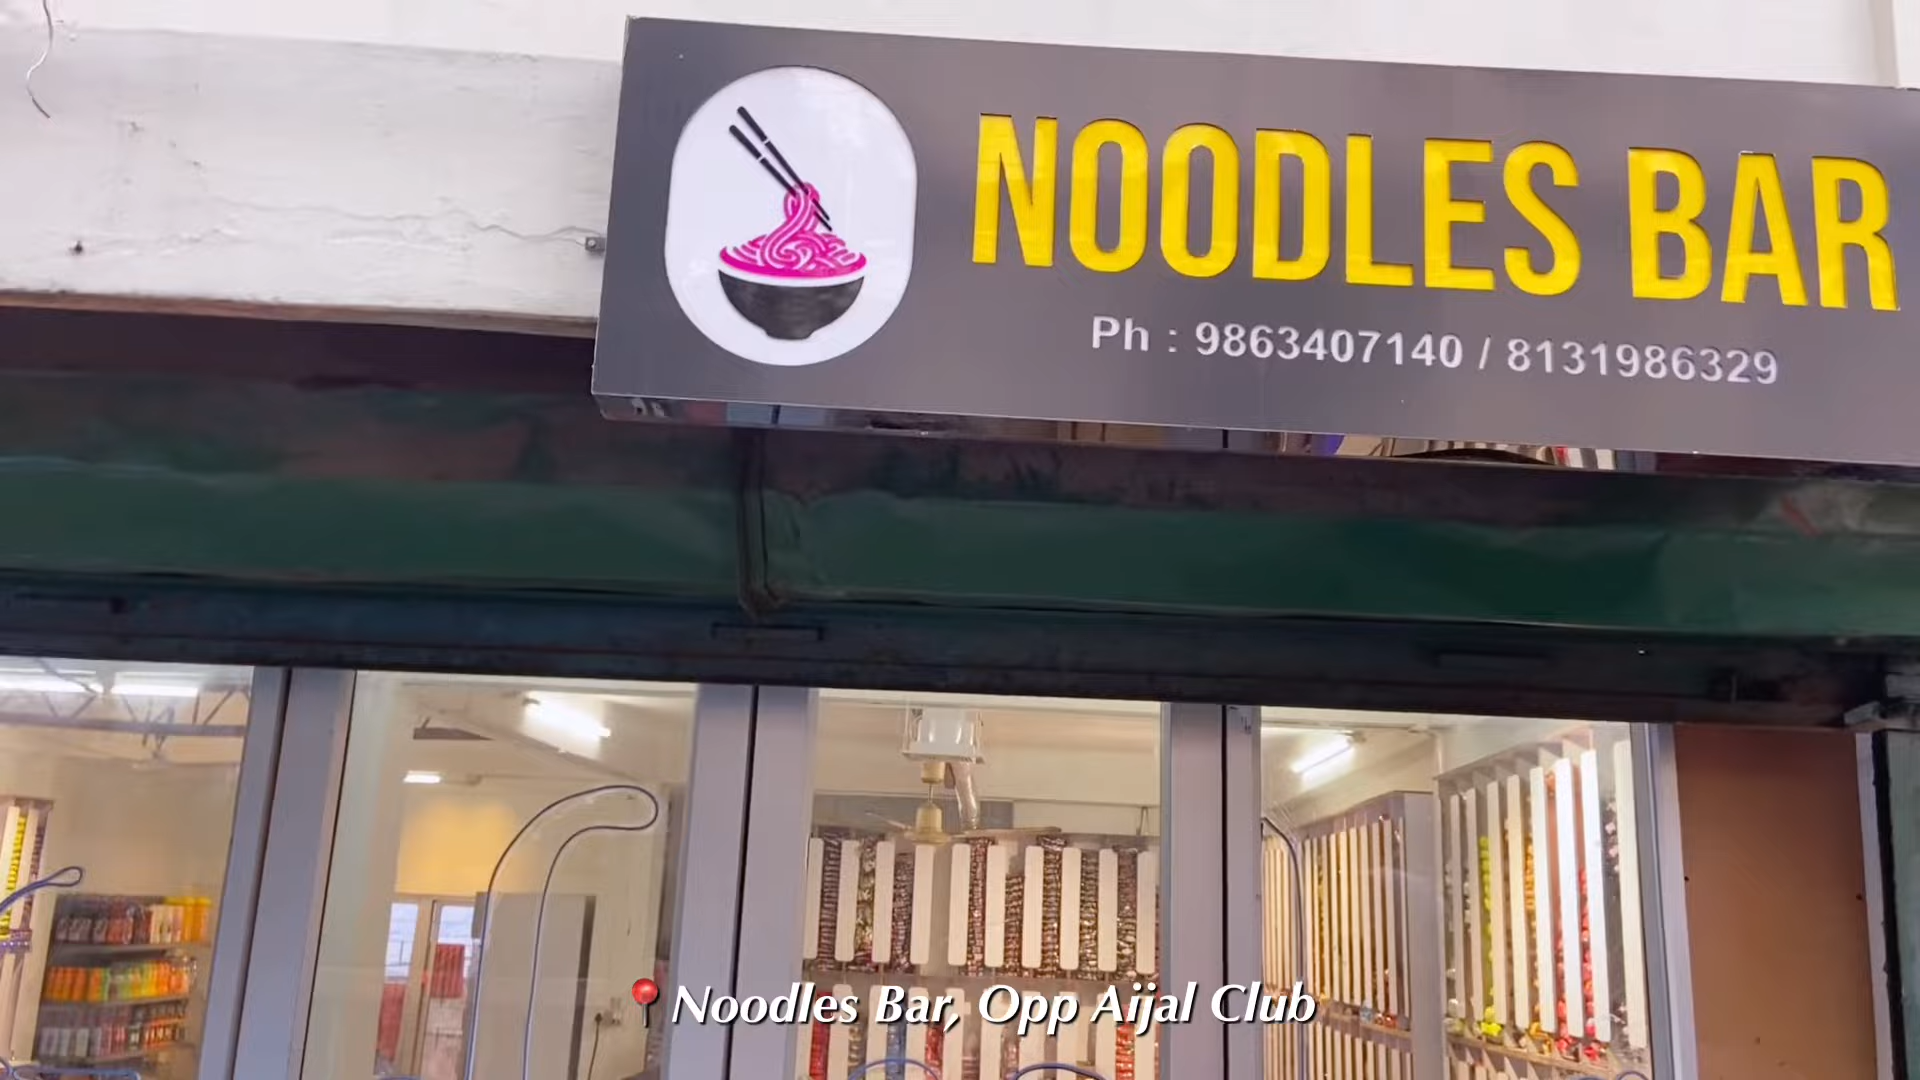 NOODLES BAR
Ph : 9863407140 / 8131986329
Noodles Bar, Opp Aijal Club